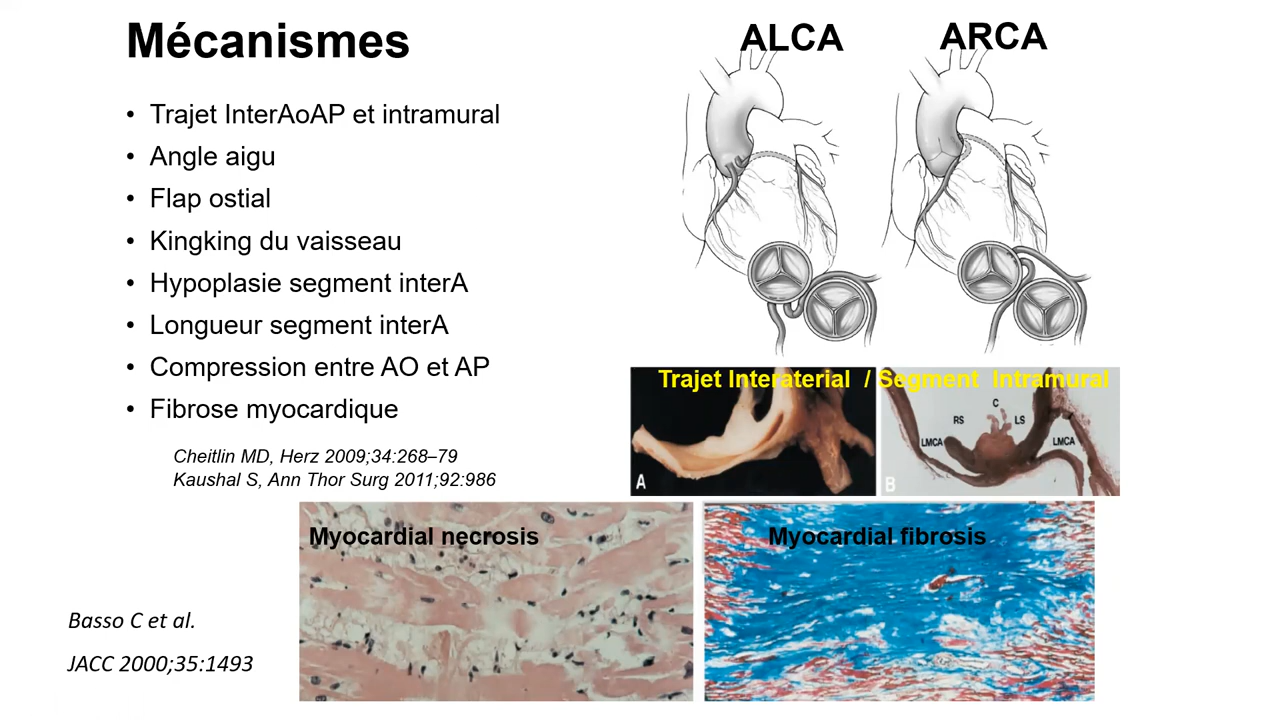 Mécanismes
• Trajet InterAoAP et intramural
• Angle aigu
• Flap ostial
• Kingking du vaisseau
• Hypoplasie segment interA
• Longueur segment interA
• Compression entre AO et AP
• Fibrose myocardique
Cheitlin MD, Herz 2009;34:268–79
Kaushal S, Ann Thor Surg 2011;92:986
ALCA
ARCA
Trajet Interaterial / Segment Intramural
A
C
RS
LS
LMCA
LMCA
B
Myocardial necrosis
Myocardial fibrosis
Basso C et al.
JACC 2000;35:1493